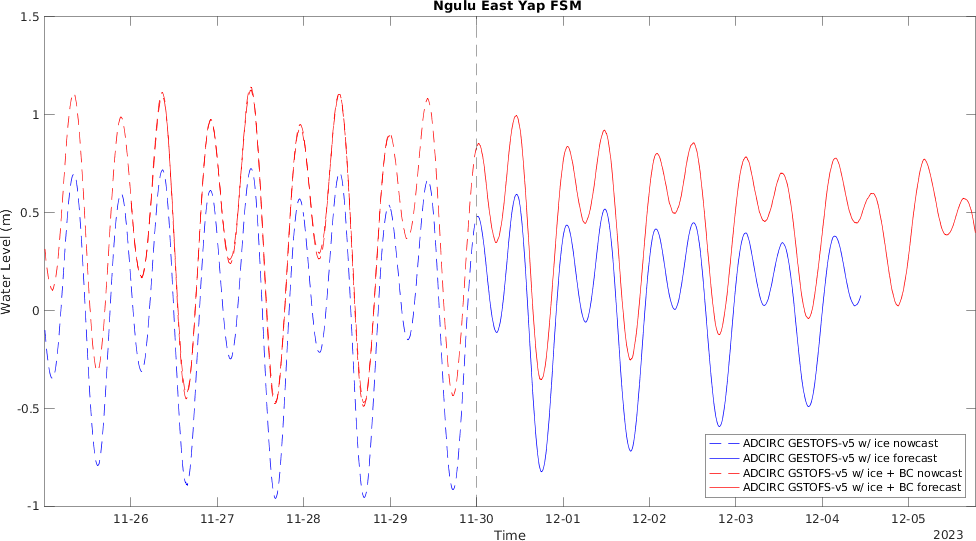 Ngulu East Yap FSM
1.5
1
0.5
0
-0.5
-1
Water Level (m)
11-26
11-27
11-28
11-29
11-30
12-01
12-02
12-03
12-04
12-05
Time
2023
ADCIRC GESTOFS-v5 w/ ice nowcast
ADCIRC GESTOFS-v5 w/ ice forecast
ADCIRC GSTOFS-v5 w/ ice + BC nowcast
ADCIRC GSTOFS-v5 w/ ice + BC forecast